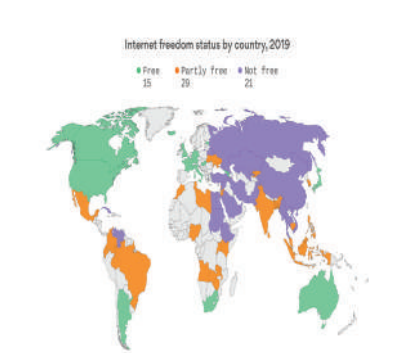 Internet freedom status by country, 2019
Free Partly free Not free
15 29 21